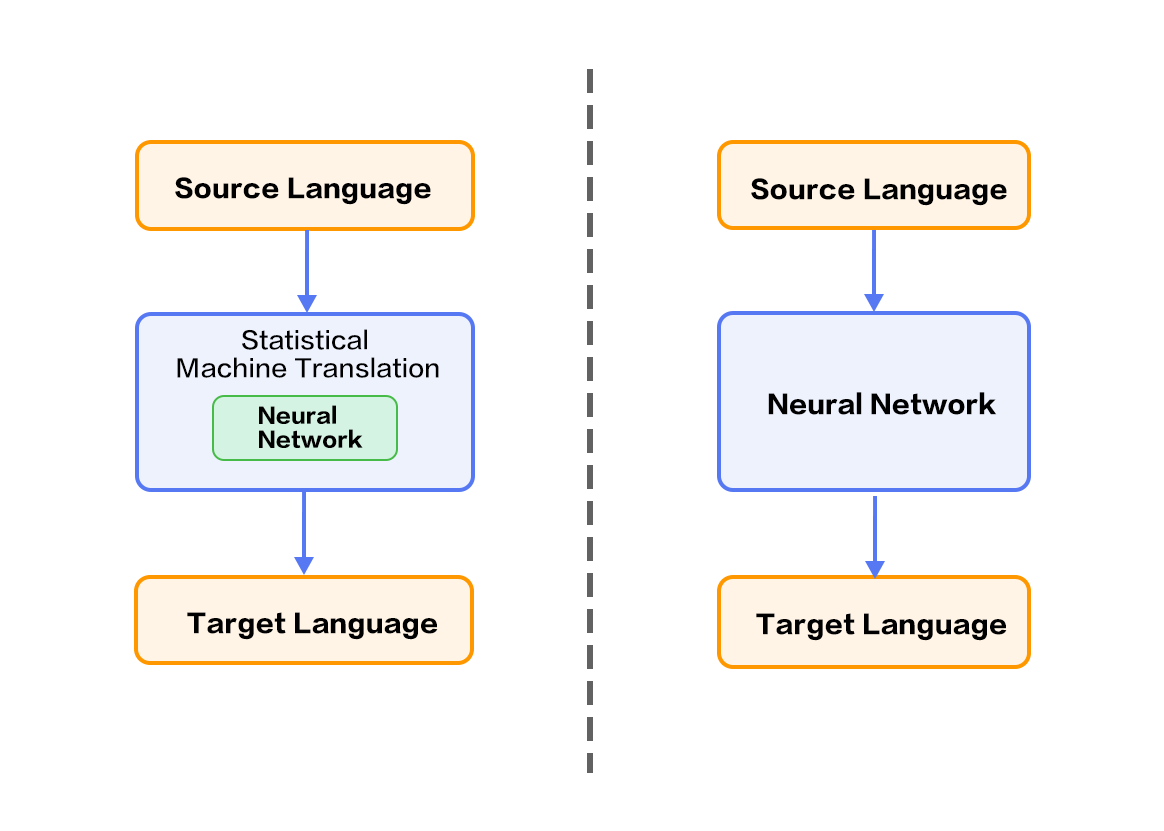 Source Language
Statistical
Machine Translation
Neural
Network
Target Language
Source Language
Neural Network
Target Language